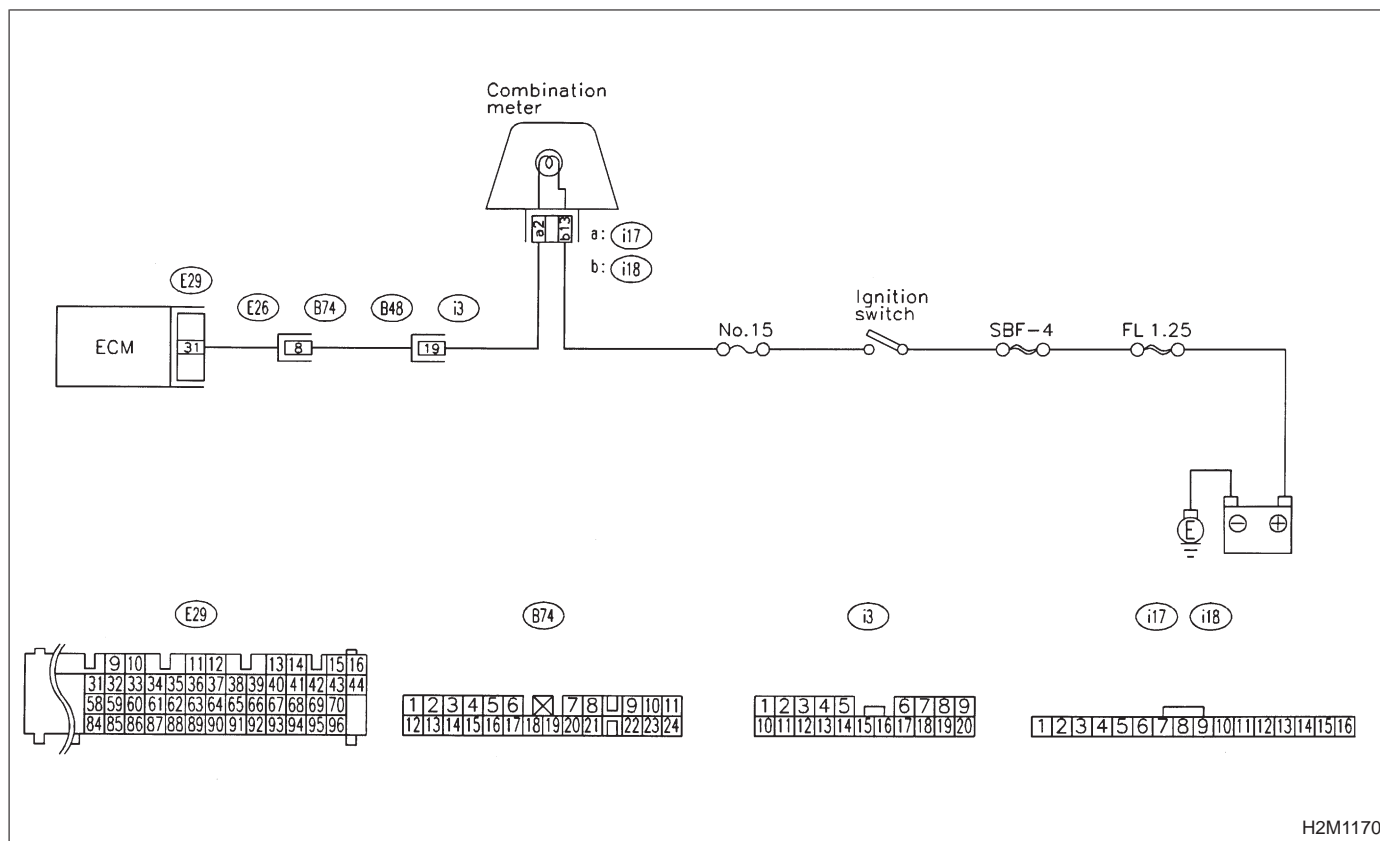 Combination
meter
a2
b13
a: i17
b: i18
E29
E26
B74
B48
i3
Ignition
switch
No.15
SBF-4
FL 1.25
ECM
31
8
19
E
E29
B74
i3
i17 i18
9 10 11 12 13 14 15 16
31 32 33 34 35 36 37 38 39 40 41 42 43 44
58 59 60 61 62 63 64 65 66 67 68 69 70
84 85 86 87 88 89 90 91 92 93 94 95 96
1 2 3 4 5 6 7 8 9 10 11
12 13 14 15 16 17 18 19 20 21 22 23 24
1 2 3 4 5 6 7 8 9
10 11 12 13 14 15 16 17 18 19 20
1 2 3 4 5 6 7 8 9 10 11 12 13 14 15 16
H2M1170